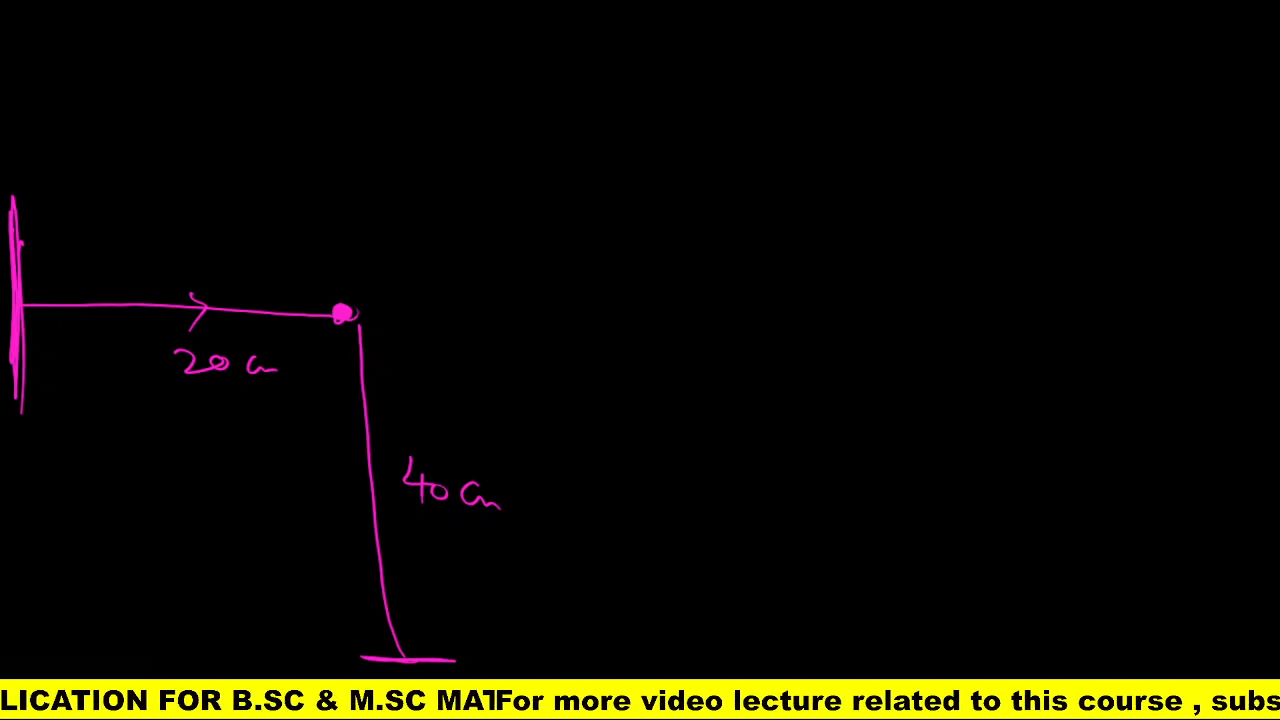 20 cm
40 cm
LICATION FOR B.SC & M.SC MATFor more video lecture related to this course , subs